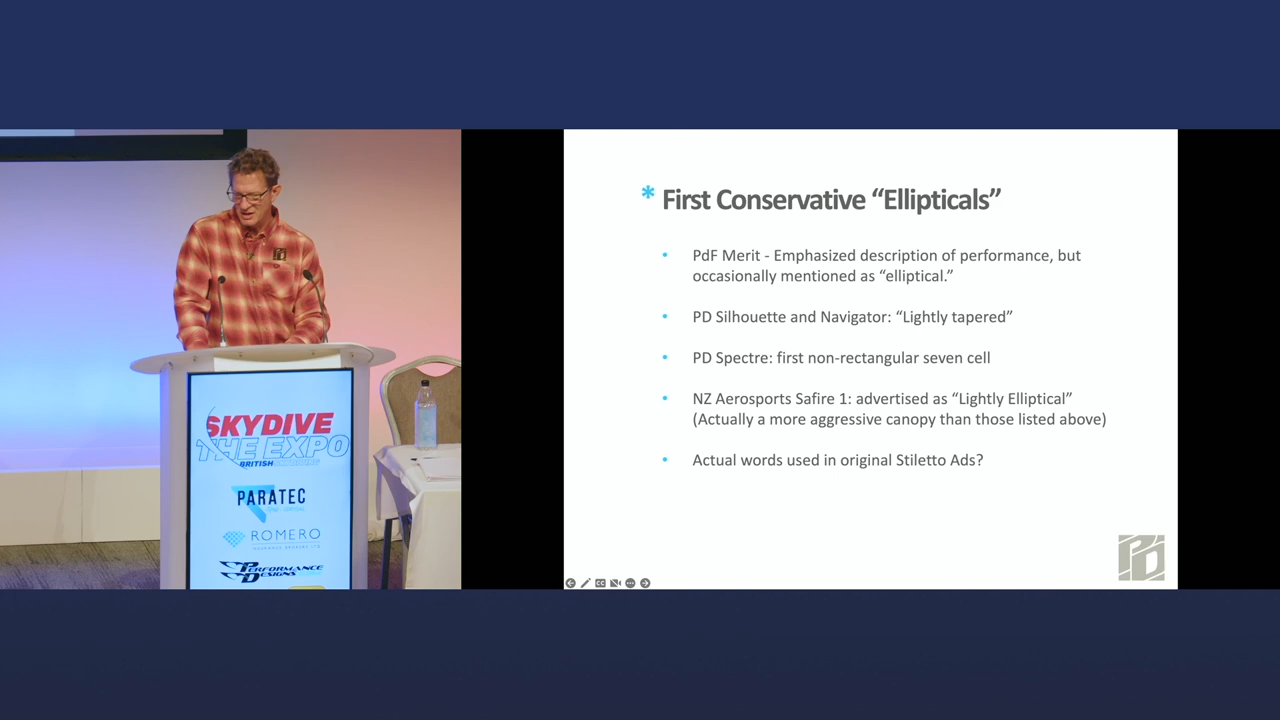 SKYDIVE
THE EXPO
BRITISH
PARATEC
ROMERO
PERFORMANCE
DESIGNS
* First Conservative “Ellipticals”
• PdF Merit - Emphasized description of performance, but
occasionally mentioned as “elliptical.”
• PD Silhouette and Navigator: “Lightly tapered”
• PD Spectre: first non-rectangular seven cell
• NZ Aerosports Safire 1: advertised as “Lightly Elliptical”
(Actually a more aggressive canopy than those listed above)
• Actual words used in original Stiletto Ads?
PD